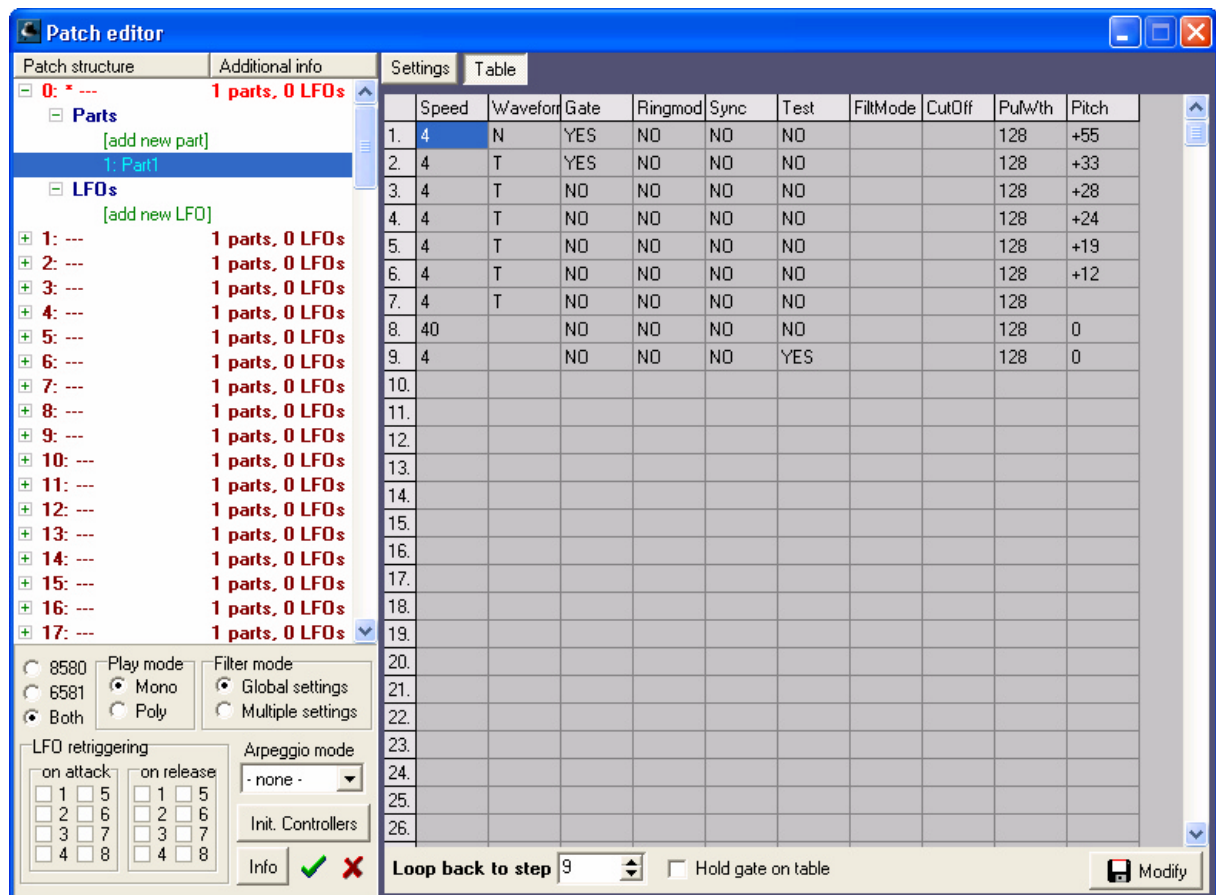 Patch editor
Patch structure Additional info
0: * --- 1 parts, 0 LFOs
Parts
[add new part]
1: Part1
LFOs
[add new LFO]
1: --- 1 parts, 0 LFOs
2: --- 1 parts, 0 LFOs
3: --- 1 parts, 0 LFOs
4: --- 1 parts, 0 LFOs
5: --- 1 parts, 0 LFOs
6: --- 1 parts, 0 LFOs
7: --- 1 parts, 0 LFOs
8: --- 1 parts, 0 LFOs
9: --- 1 parts, 0 LFOs
10: --- 1 parts, 0 LFOs
11: --- 1 parts, 0 LFOs
12: --- 1 parts, 0 LFOs
13: --- 1 parts, 0 LFOs
14: --- 1 parts, 0 LFOs
15: --- 1 parts, 0 LFOs
16: --- 1 parts, 0 LFOs
17: --- 1 parts, 0 LFOs
8580
6581
Both
Play mode
Mono
Poly
Filter mode
Global settings
Multiple settings
LFO retriggering
on attack
1 5
2 6
3 7
4 8
on release
1 5
2 6
3 7
4 8
Arpeggio mode
- none -
Init. Controllers
Info
Settings Table
Speed Waveforr Gate Ringmod Sync Test FiltMode CutOff PulWth Pitch
1. 4 N YES NO NO NO 128 +55
2. 4 T YES NO NO NO 128 +33
3. 4 T NO NO NO NO 128 +28
4. 4 T NO NO NO NO 128 +24
5. 4 T NO NO NO NO 128 +19
6. 4 T NO NO NO NO 128 +12
7. 4 T NO NO NO NO 128
8. 40 NO NO NO NO 128 0
9. 4 NO NO NO YES 128 0
10.
11.
12.
13.
14.
15.
16.
17.
18.
19.
20.
21.
22.
23.
24.
25.
26.
Loop back to step 9 Hold gate on table Modify